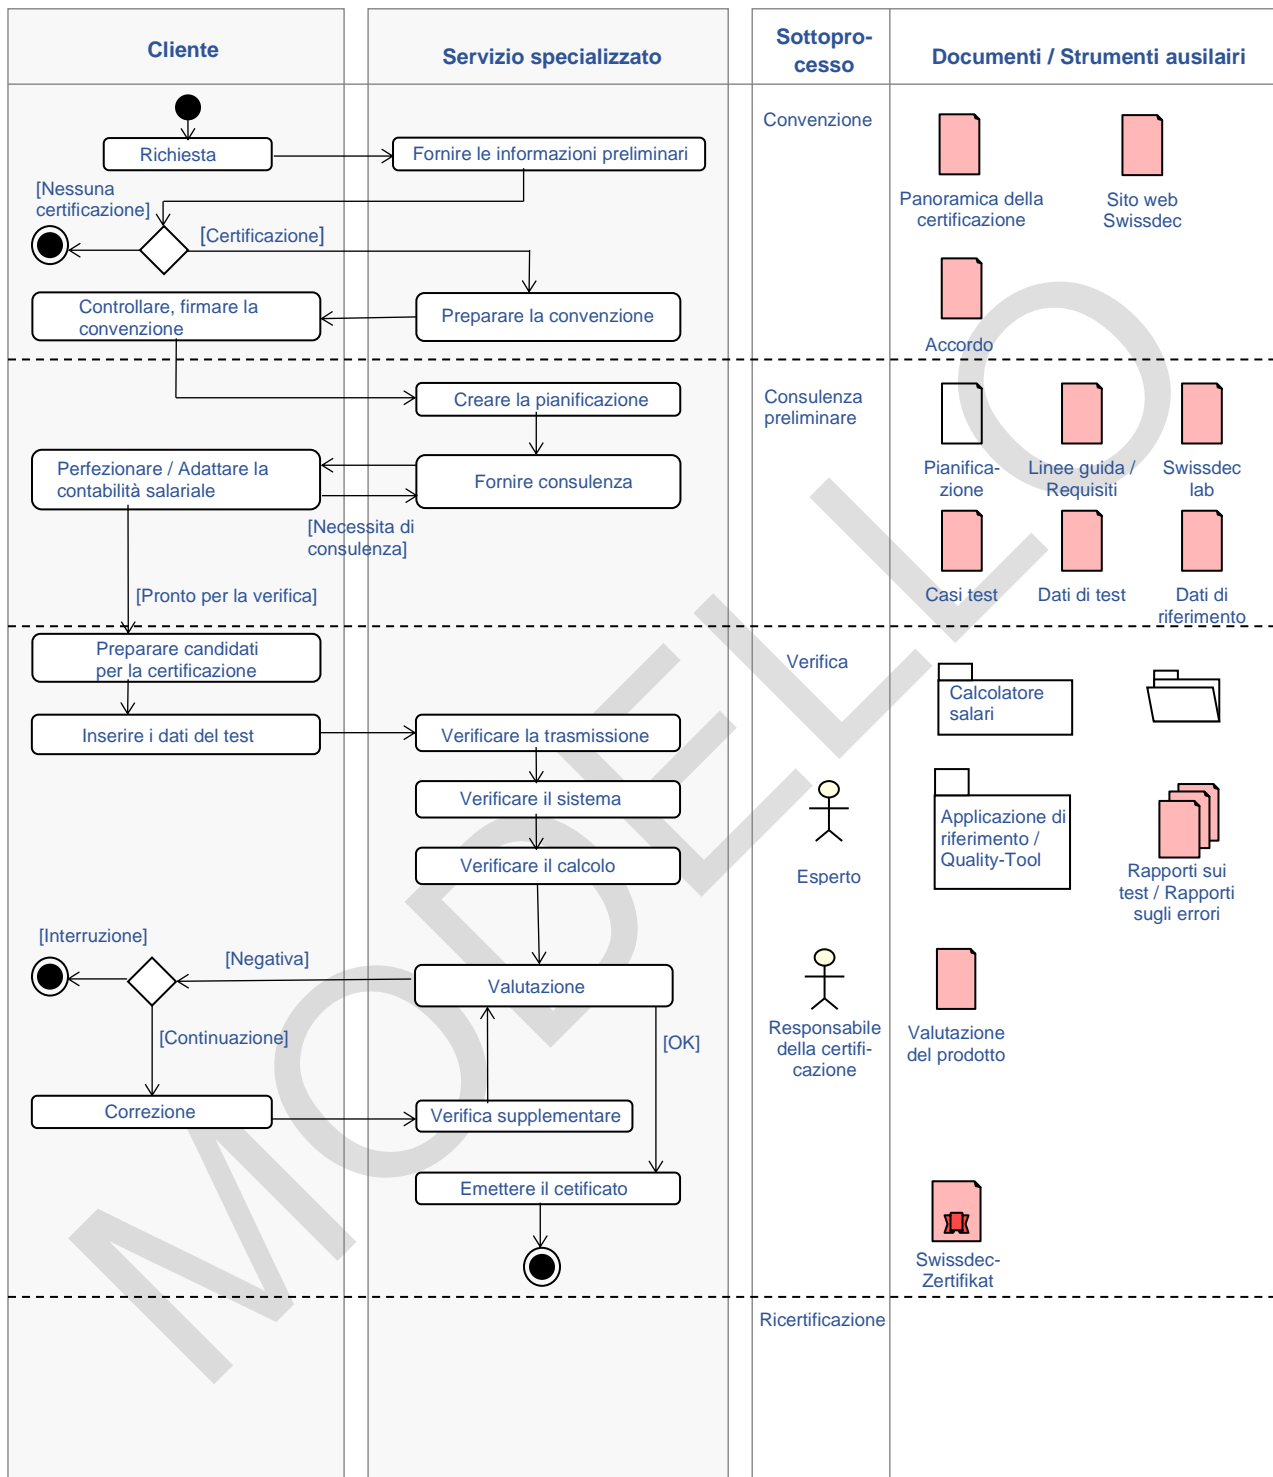 Cliente
Servizio specializzato
Sottopro-
cesso
Documenti / Strumenti ausilairi
Richiesta
Fornire le informazioni preliminari
Convenzione
[Nessuna
certificazione]
[Certificazione]
Panoramica della
certificazione
Sito web
Swissdec
Controllare, firmare la
convenzione
Preparare la convenzione
Accordo
Creare la pianificazione
Consulenza
preliminare
Perfezionare / Adattare la
contabilità salariale
Fornire consulenza
Pianifica-
zione
Linee guida /
Requisiti
Swissdec
lab
[Necessita di
consulenza]
[Pronto per la verifica]
Casi test
Dati di test
Dati di
riferimento
Preparare candidati
per la certificazione
Verifica
Calcolatore
salari
Inserire i dati del test
Verificare la trasmissione
Verificare il sistema
Verificare il calcolo
Esperto
Applicazione di
riferimento /
Quality-Tool
Rapporti sui
test / Rapporti
sugli errori
[Interruzione]
[Negativa]
Valutazione
[Continuazione]
[OK]
Responsabile
della certifi-
cazione
Valutazione
del prodotto
Correzione
Verifica supplementare
Emettere il cetificato
Swissdec-
Zertifikat
Ricertificazione
MODELLO